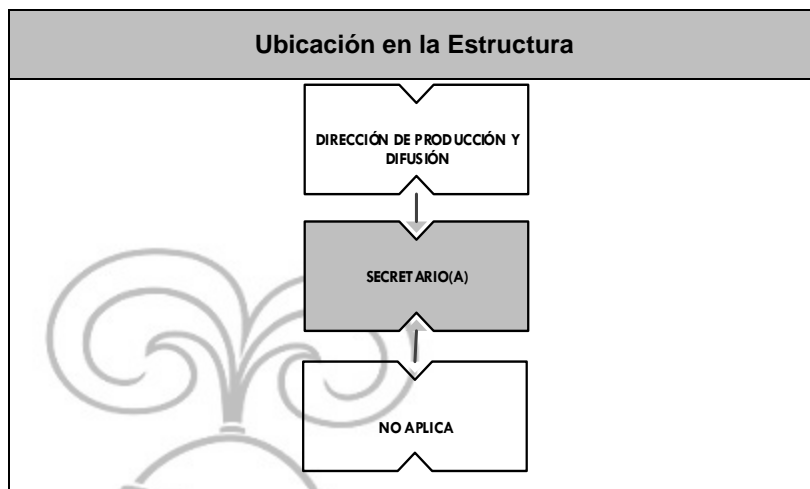 Ubicación en la Estructura
DIRECCIÓN DE PRODUCCIÓN Y
DIFUSIÓN
SECRETARIO(A)
NO APLICA